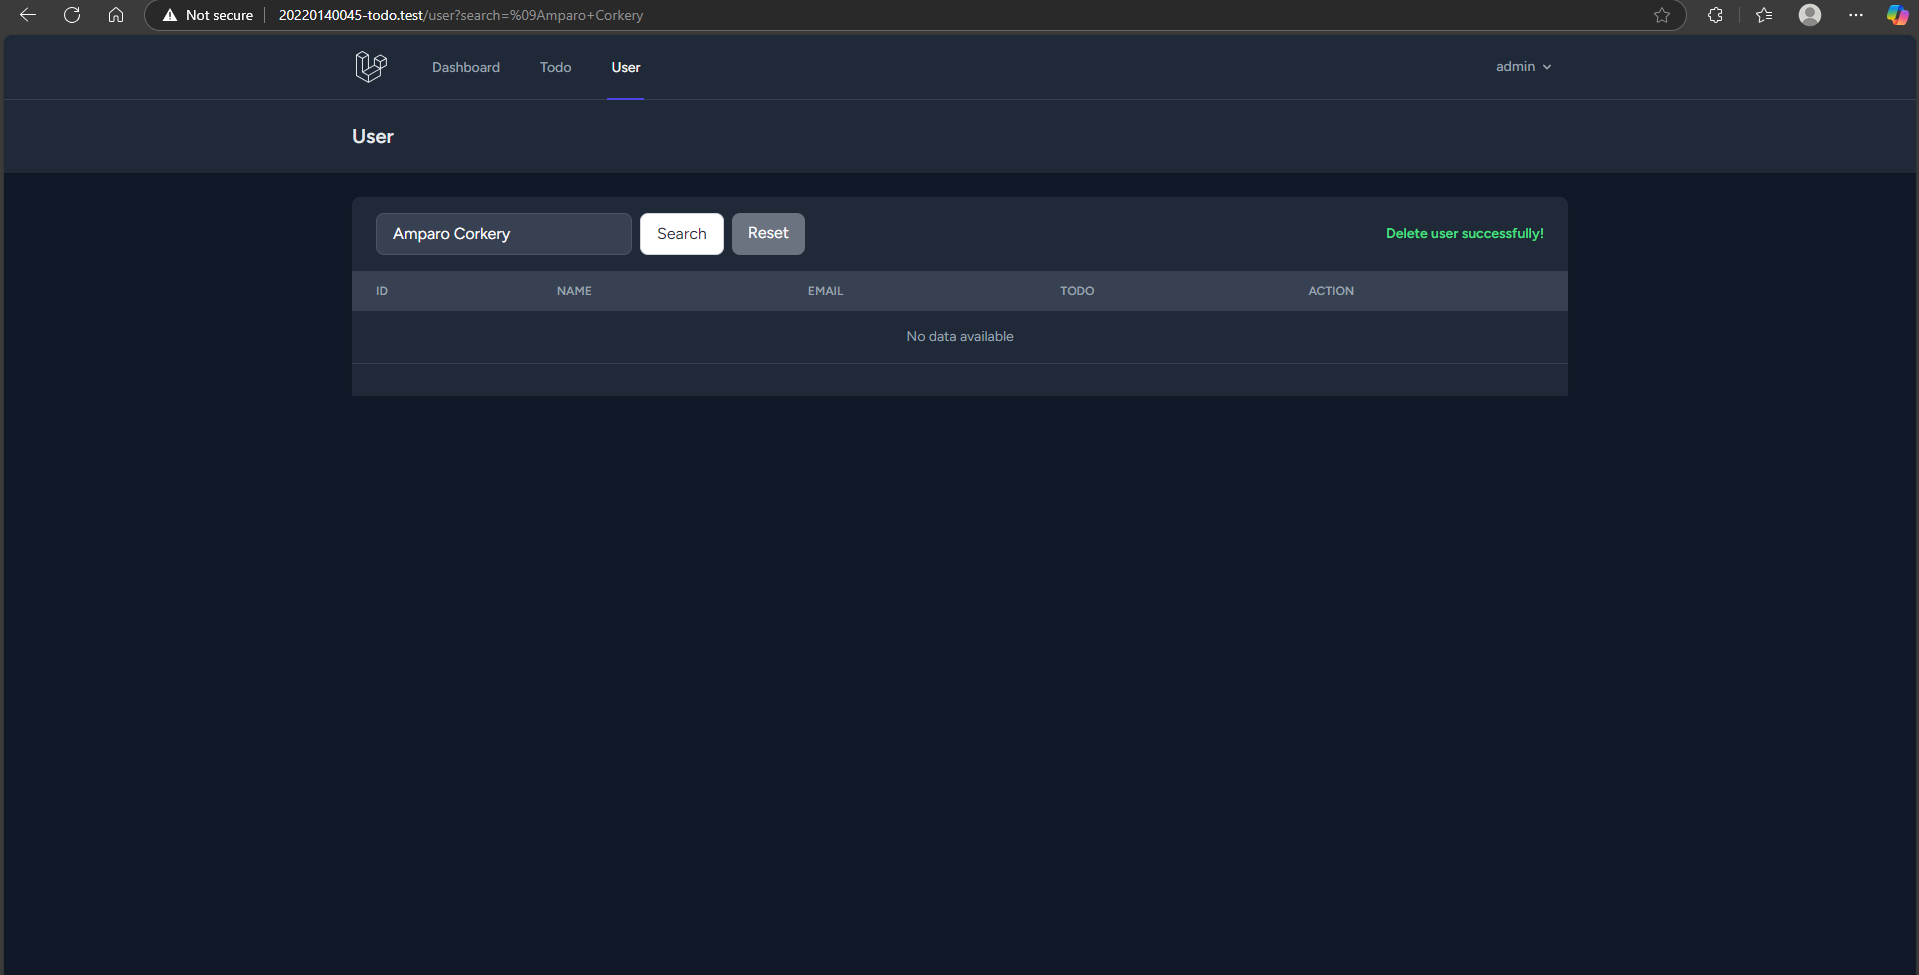 Not secure 20220140045-todo.test/user?search=%09Amparo+Corkery
Dashboard Todo User admin
User
Amparo Corkery Search Reset Delete user successfully!
ID NAME EMAIL TODO ACTION
No data available